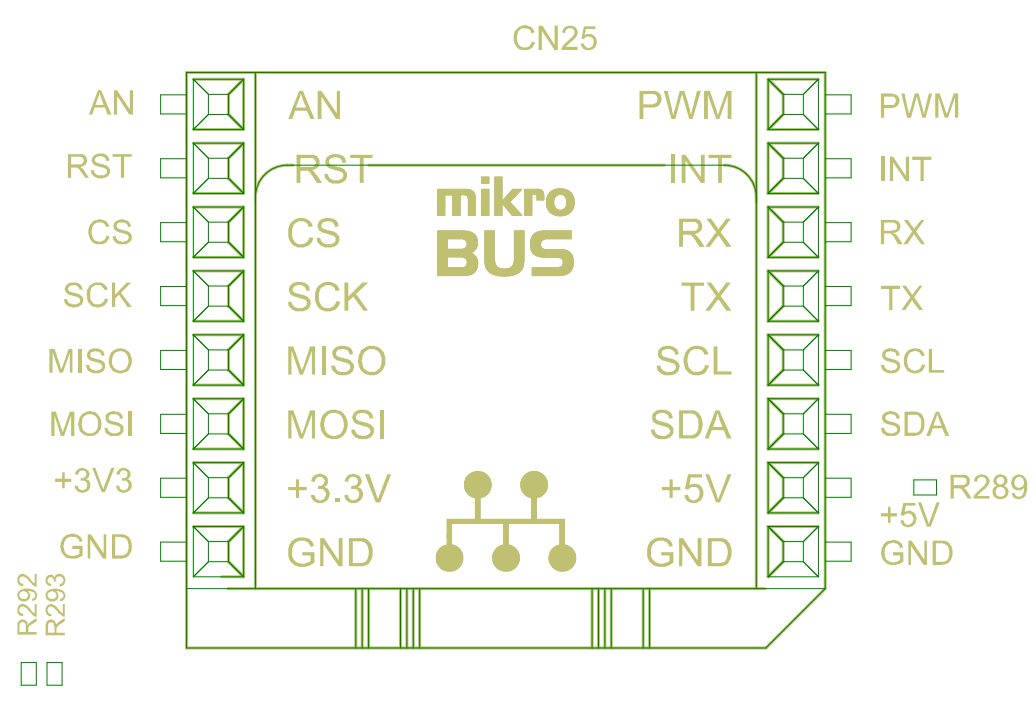 CN25
AN AN PWM PWM
RST RST INT INT
mikro
CS CS RX RX
BUS
SCK SCK TX TX
MISO MISO SCL SCL
MOSI MOSI SDA SDA
+3V3 +3.3V +5V R289
+5V
GND GND GND GND
R292
R293